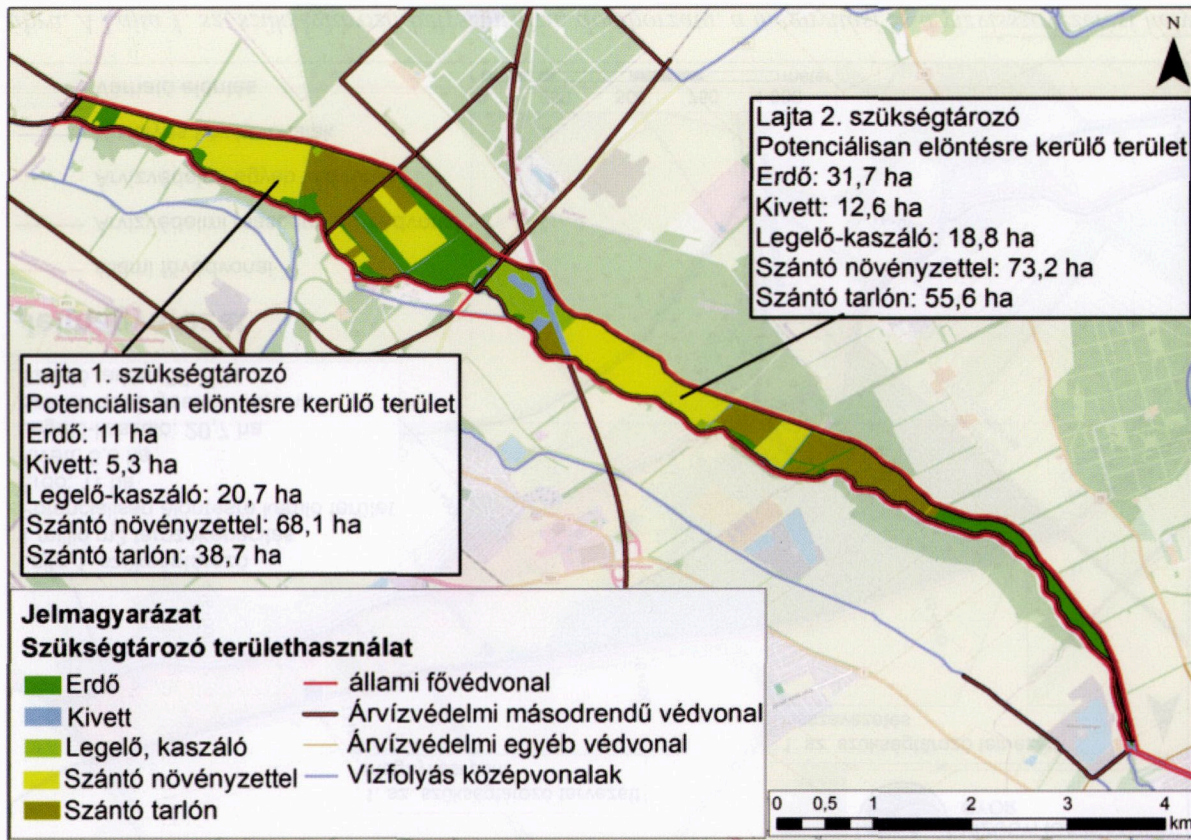 N
Lajta 2. szükségtározó
Potenciálisan elöntésre kerülő terület
Erdő: 31,7 ha
Kivett: 12,6 ha
Legelő-kaszáló: 18,8 ha
Szántó növényzettel: 73,2 ha
Szántó tarlón: 55,6 ha
Lajta 1. szükségtározó
Potenciálisan elöntésre kerülő terület
Erdő: 11 ha
Kivett: 5,3 ha
Legelő-kaszáló: 20,7 ha
Szántó növényzettel: 68,1 ha
Szántó tarlón: 38,7 ha
Jelmagyarázat
Szükségtározó területhasználat
Erdő
Kivett
Legelő, kaszáló
Szántó növényzettel
Szántó tarlón
állami fővédvonal
Árvízvédelmi másodrendű védvonal
Árvízvédelmi egyéb védvonal
Vízfolyás középvonalak
0 0,5 1 2 3 4
km